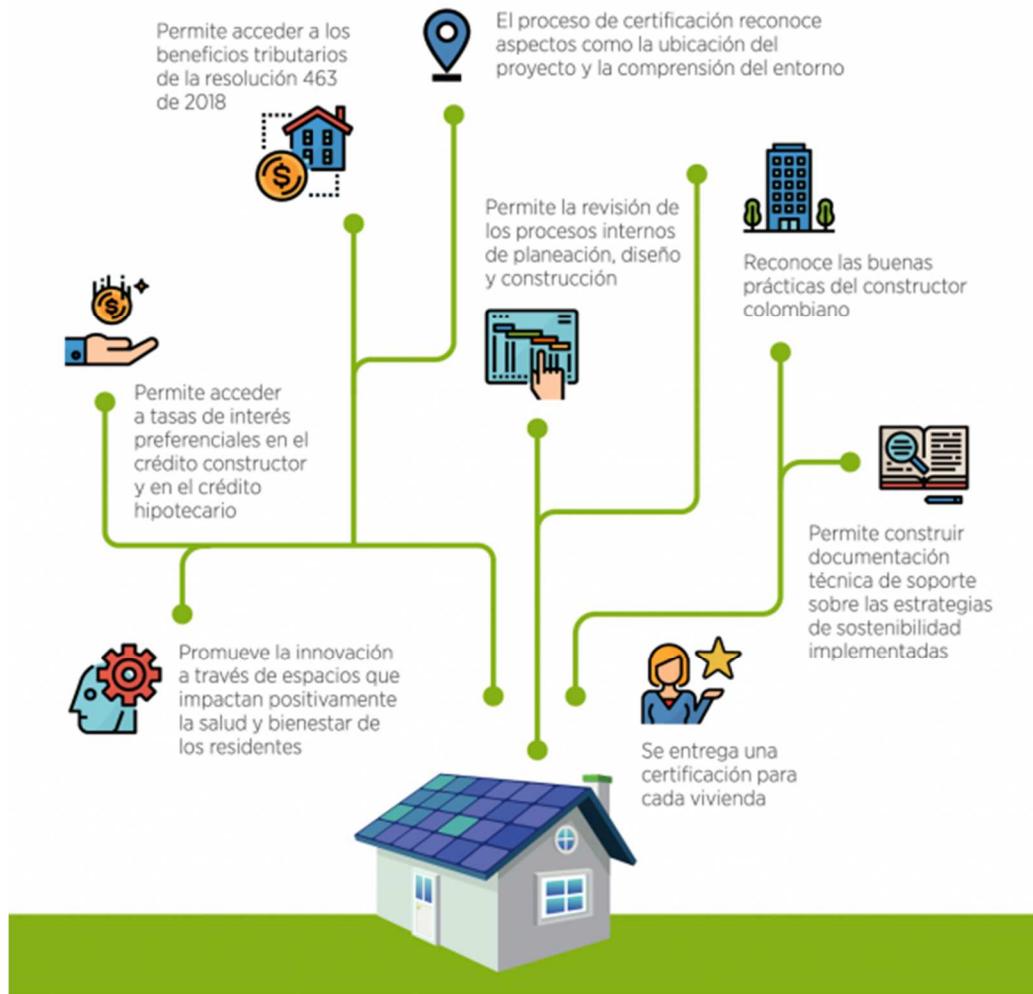 Permite acceder a los
beneficios tributarios
de la resolución 463
de 2018
El proceso de certificación reconoce
aspectos como la ubicación del
proyecto y la comprensión del entorno
Permite la revisión de
los procesos internos
de planeación, diseño
y construcción
Reconoce las buenas
prácticas del constructor
colombiano
Permite acceder
a tasas de interés
preferenciales en el
crédito constructor
y en el crédito
hipotecario
Permite construir
documentación
técnica de soporte
sobre las estrategias
de sostenibilidad
implementadas
Promueve la innovación
a través de espacios que
impactan positivamente
la salud y bienestar de
los residentes
Se entrega una
certificación para
cada vivienda